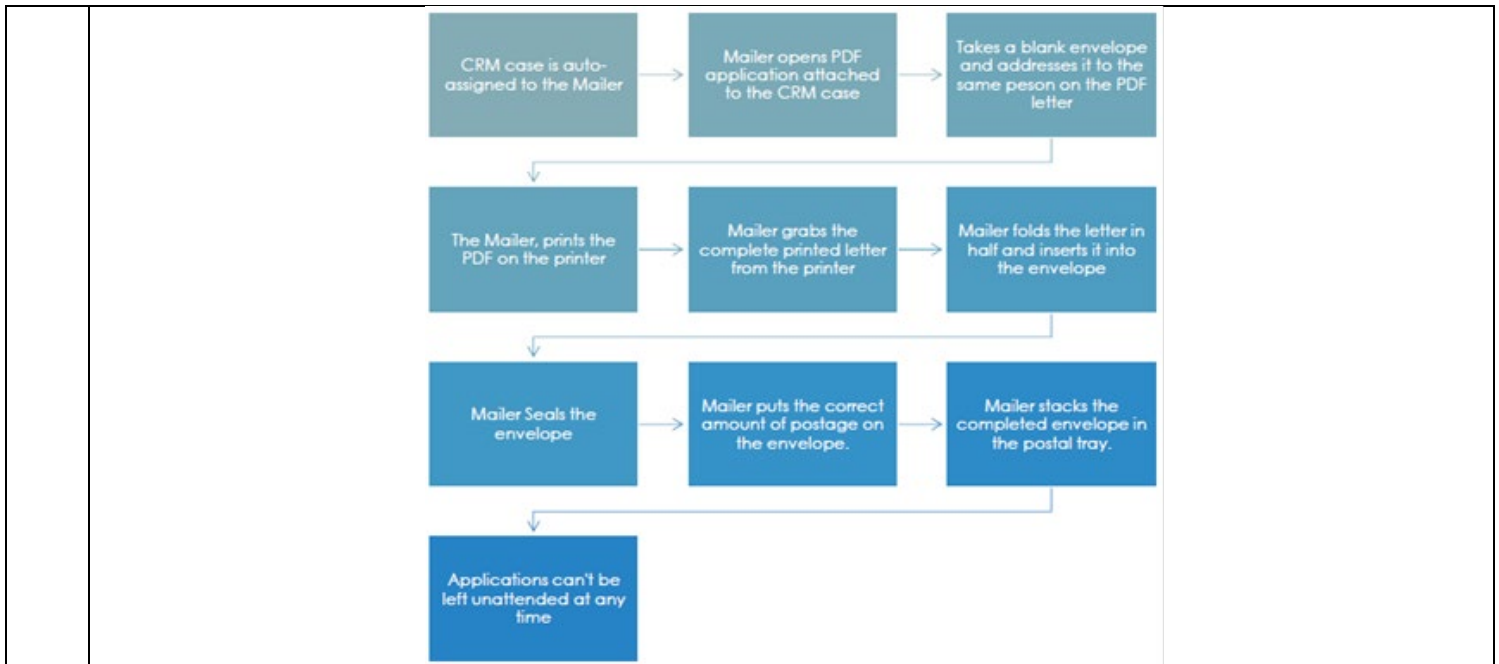 CRM case is auto-
assigned to the Mailer
Mailer opens PDF
application attached
to the CRM case
Takes a blank envelope
and addresses it to the
same peson on the PDF
letter
The Mailer, prints the
PDF on the printer
Mailer grabs the
complete printed letter
from the printer
Mailer folds the letter in
half and inserts it into
the envelope
Mailer Seals the
envelope
Mailer puts the correct
amount of postage on
the envelope.
Mailer stacks the
completed envelope in
the postal tray.
Applications can't be
left unattended at any
time